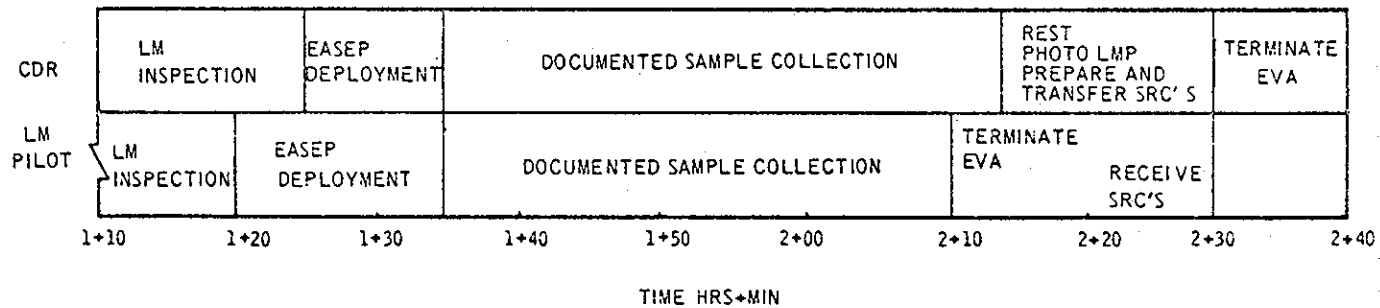 CDR
LM
INSPECTION
EASEP
DEPLOYMENT
DOCUMENTED SAMPLE COLLECTION
REST
PHOTO LMP
PREPARE AND
TRANSFER SRC'S
TERMINATE
EVA
LM
PILOT
LM
INSPECTION
EASEP
DEPLOYMENT
DOCUMENTED SAMPLE COLLECTION
TERMINATE
EVA
RECEIVE
SRC'S
1+10 1+20 1+30 1+40 1+50 2+00 2+10 2+20 2+30 2+40
TIME HRS+MIN